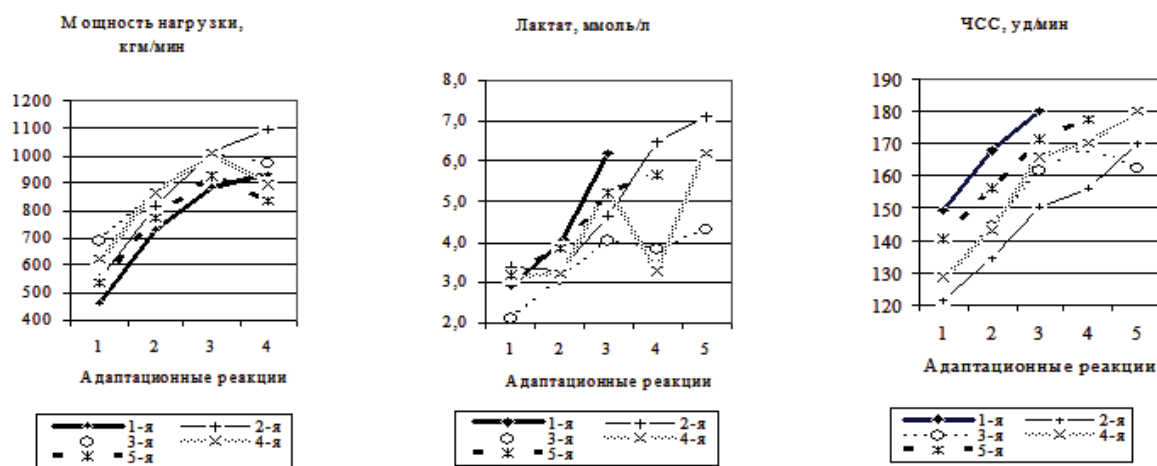 Мощность нагрузки,
кгм/мин
1200
1100
1000
900
800
700
600
500
400
1 2 3 4
Адаптационные реакции
1-я 2-я
3-я 4-я
5-я
Лактат, ммоль/л
8,0
7,0
6,0
5,0
4,0
3,0
2,0
1 2 3 4 5
Адаптационные реакции
1-я 2-я
3-я 4-я
5-я
ЧСС, уд/мин
190
180
170
160
150
140
130
120
1 2 3 4 5
Адаптационные реакции
1-я 2-я
3-я 4-я
5-я